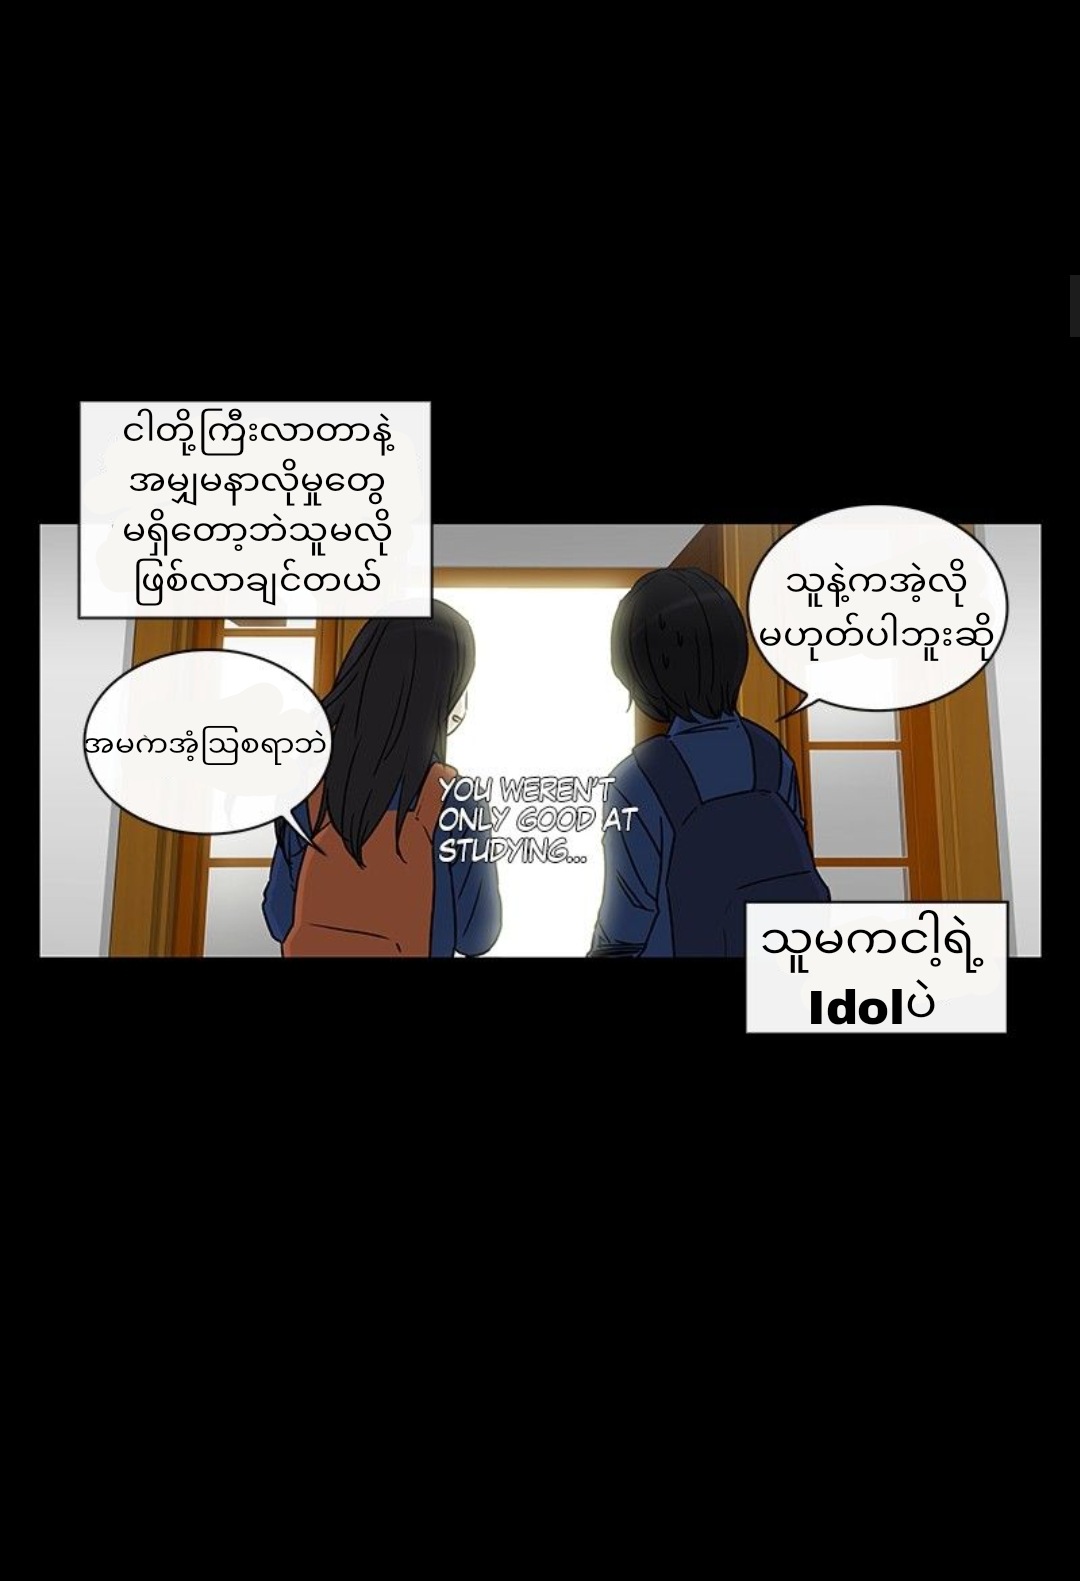 ငါတို့ကြီးလာတာနဲ့
အမျှမနာလိုမှုတွေ
မရှိတော့ဘဲသူမလို
ဖြစ်လာချင်တယ်
သူနဲ့ကအဲ့လို
မဟုတ်ပါဘူးဆို
အမကအံ့ဩစရာဘဲ
YOU WEREN'T
ONLY GOOD AT
STUDYING...
သူမကငါ့ရဲ့
Idolပဲ